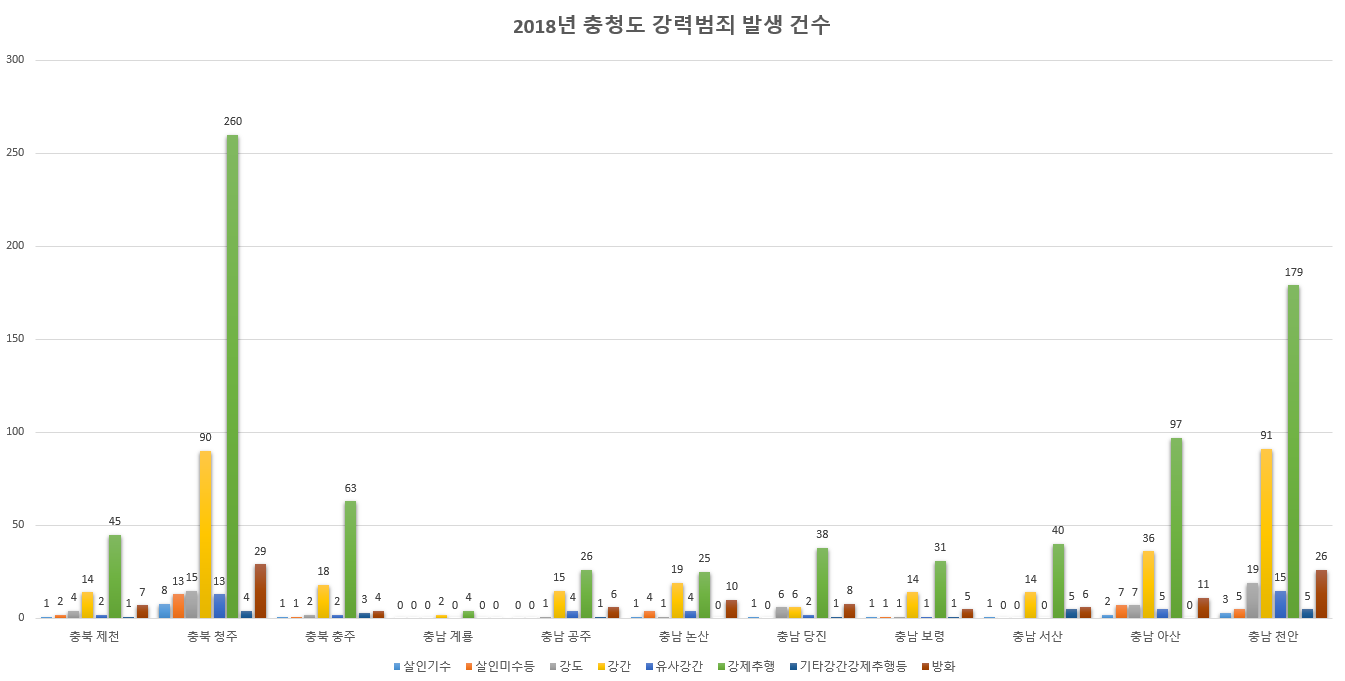 2018년 충청도 강력범죄 발생 건수
300
250
200
150
100
50
0
1 2 4 14 2 45 1 7
8 13 15 90 13 260 4 29
1 1 2 18 2 63 3 4
0 0 0 2 0 4 0 0
0 0 1 15 4 26 1 6
1 4 1 19 4 25 0 10
1 0 6 6 2 38 1 8
1 1 1 14 1 31 1 5
1 0 0 14 0 40 5 6
2 7 7 36 5 97 0 11
3 5 19 91 15 179 5 26
충북 제천 충북 청주 충북 충주 충남 계룡 충남 공주 충남 논산 충남 당진 충남 보령 충남 서산 충남 아산 충남 천안
살인기수 살인미수등 강도 강간 유사강간 강제추행 기타강간강제추행등 방화